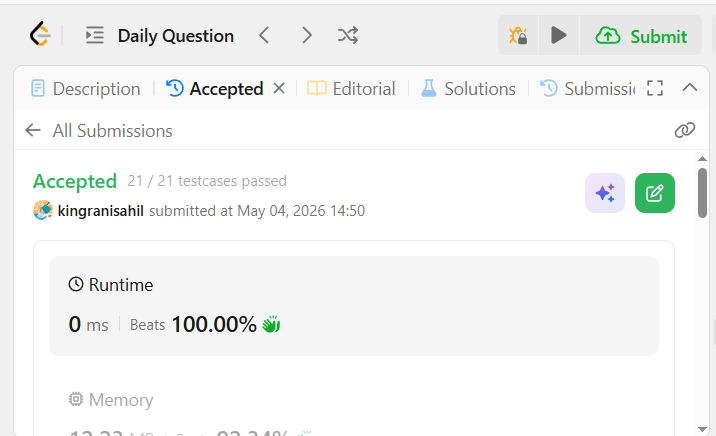 Daily Question
Submit
Description
Accepted
Editorial
Solutions
Submissi
All Submissions
Accepted 21 / 21 testcases passed
kingranisahil submitted at May 04, 2026 14:50
Runtime
0 ms Beats 100.00%
Memory